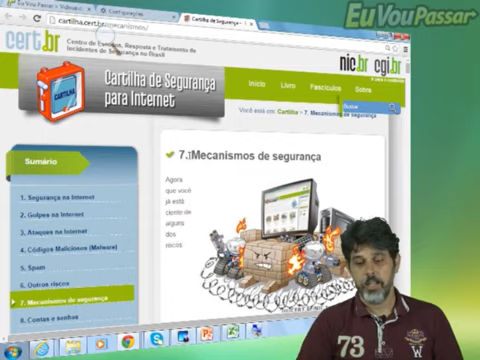 Eu Vou Passar
Configurações
Cartilha de Segurança
cartilha.cert.br/mecanismos/
cert.br
Centro de Estudos, Resposta e Tratamento de
Incidentes de Segurança no Brasil
nic.br cgi.br
Cartilha de Segurança
para Internet
CARTILHA
Início Livro Fascículos Sobre
Buscar
Você está em: Cartilha > 7. Mecanismos de segurança
Sumário
1. Segurança na Internet
2. Golpes na Internet
3. Ataques na Internet
4. Códigos Maliciosos (Malware)
5. Spam
6. Outros riscos
7. Mecanismos de segurança
8. Contas e senhas
7. Mecanismos de segurança
Agora
que você
já está
ciente de
alguns
dos
riscos
EuVouPassar
73